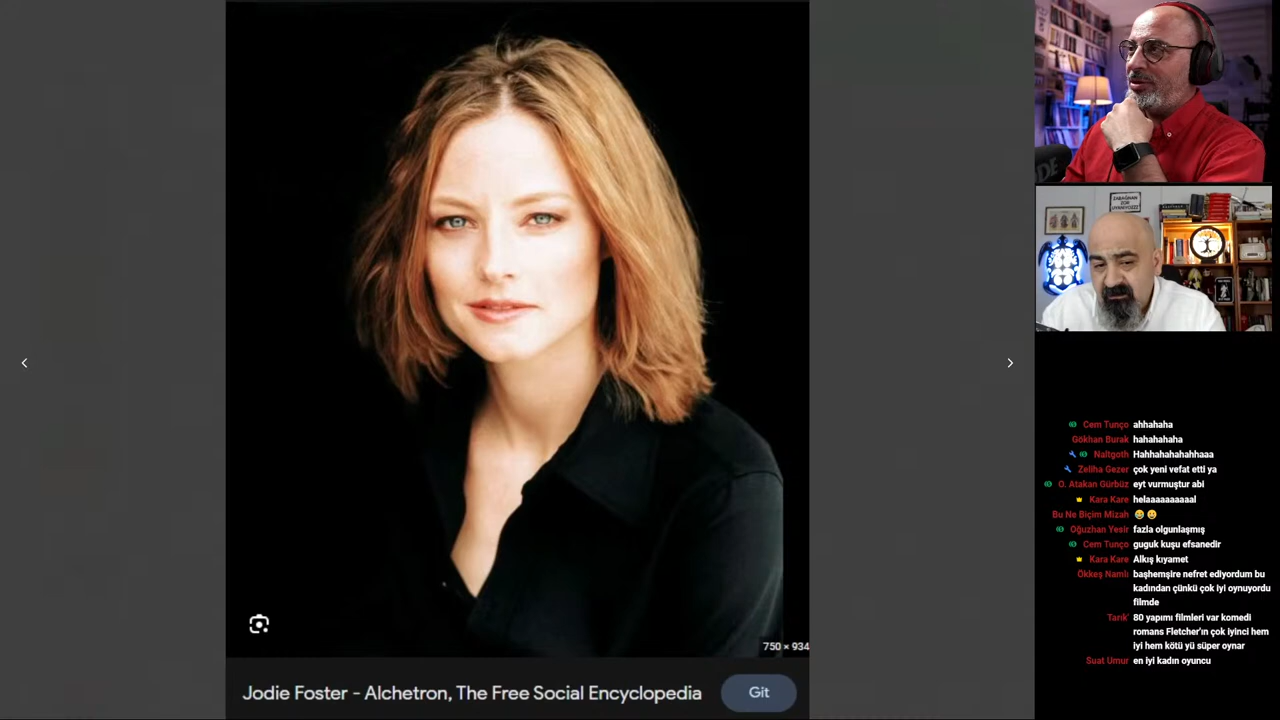 750 × 934
Jodie Foster - Alchetron, The Free Social Encyclopedia
Git
ZABAĞNAN
ZOR
UYANIYOZZZ
Cem Tunço ahhahaha
Gökhan Burak hahahahaha
Naltgoth Hahhahahahahhaaa
Zeliha Gezer çok yeni vefat etti ya
O. Atakan Gürbüz eyt vurmuştur abi
Kara Kare helaaaaaaaaaal
Bu Ne Biçim Mizah 😂 😀
Oğuzhan Yesir fazla olgunlaşmış
Cem Tunço guguk kuşu efsanedir
Kara Kare Alkış kıyamet
Ökkeş Namlı başhemşire nefret ediyordum bu
kadından çünkü çok iyi oynuyordu
filmde
Tarık' 80 yapımı filmleri var komedi
romans Fletcher'ın çok iyinci hem
iyi hem kötü yü süper oynar
Suat Umur en iyi kadın oyuncu